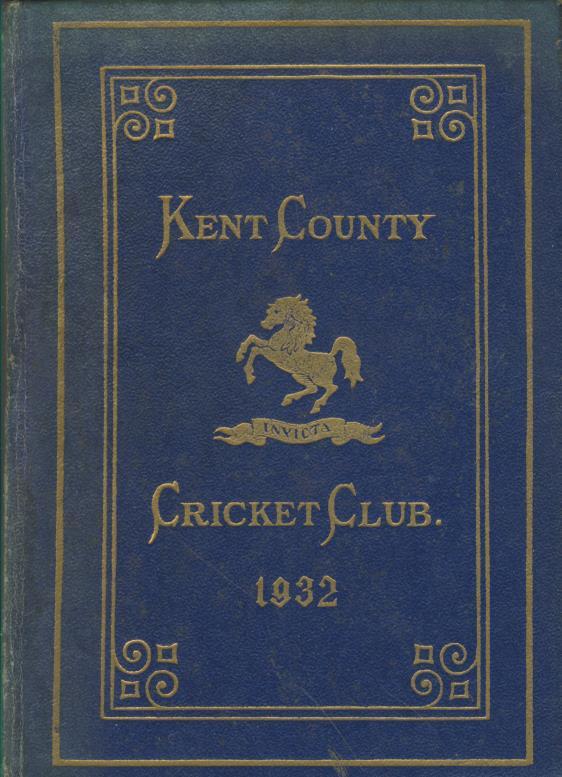 KENT COUNTY
INVICTA
CRICKET CLUB.
1932